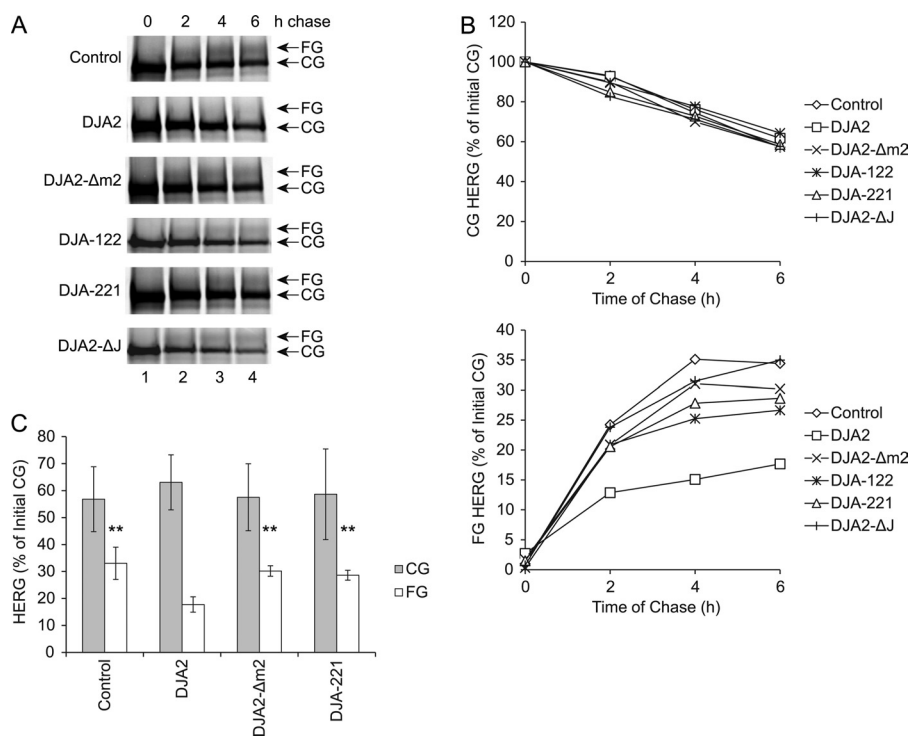 A
0 2 4 6 h chase
Control
FG
CG
DJA2
FG
CG
DJA2-Δm2
FG
CG
DJA-122
FG
CG
DJA-221
FG
CG
DJA2-ΔJ
FG
CG
1 2 3 4
B
CG HERG (% of Initial CG)
120
100
80
60
40
20
0
0 2 4 6
Time of Chase (h)
Control
DJA2
DJA2-Δm2
DJA-122
DJA-221
DJA2-ΔJ
FG HERG (% of Initial CG)
40
35
30
25
20
15
10
5
0
0 2 4 6
Time of Chase (h)
Control
DJA2
DJA2-Δm2
DJA-122
DJA-221
DJA2-ΔJ
C
HERG (% of Initial CG)
80
70
60
50
40
30
20
10
0
** ** **
Control
DJA2
DJA2-Δm2
DJA-221
CG
FG